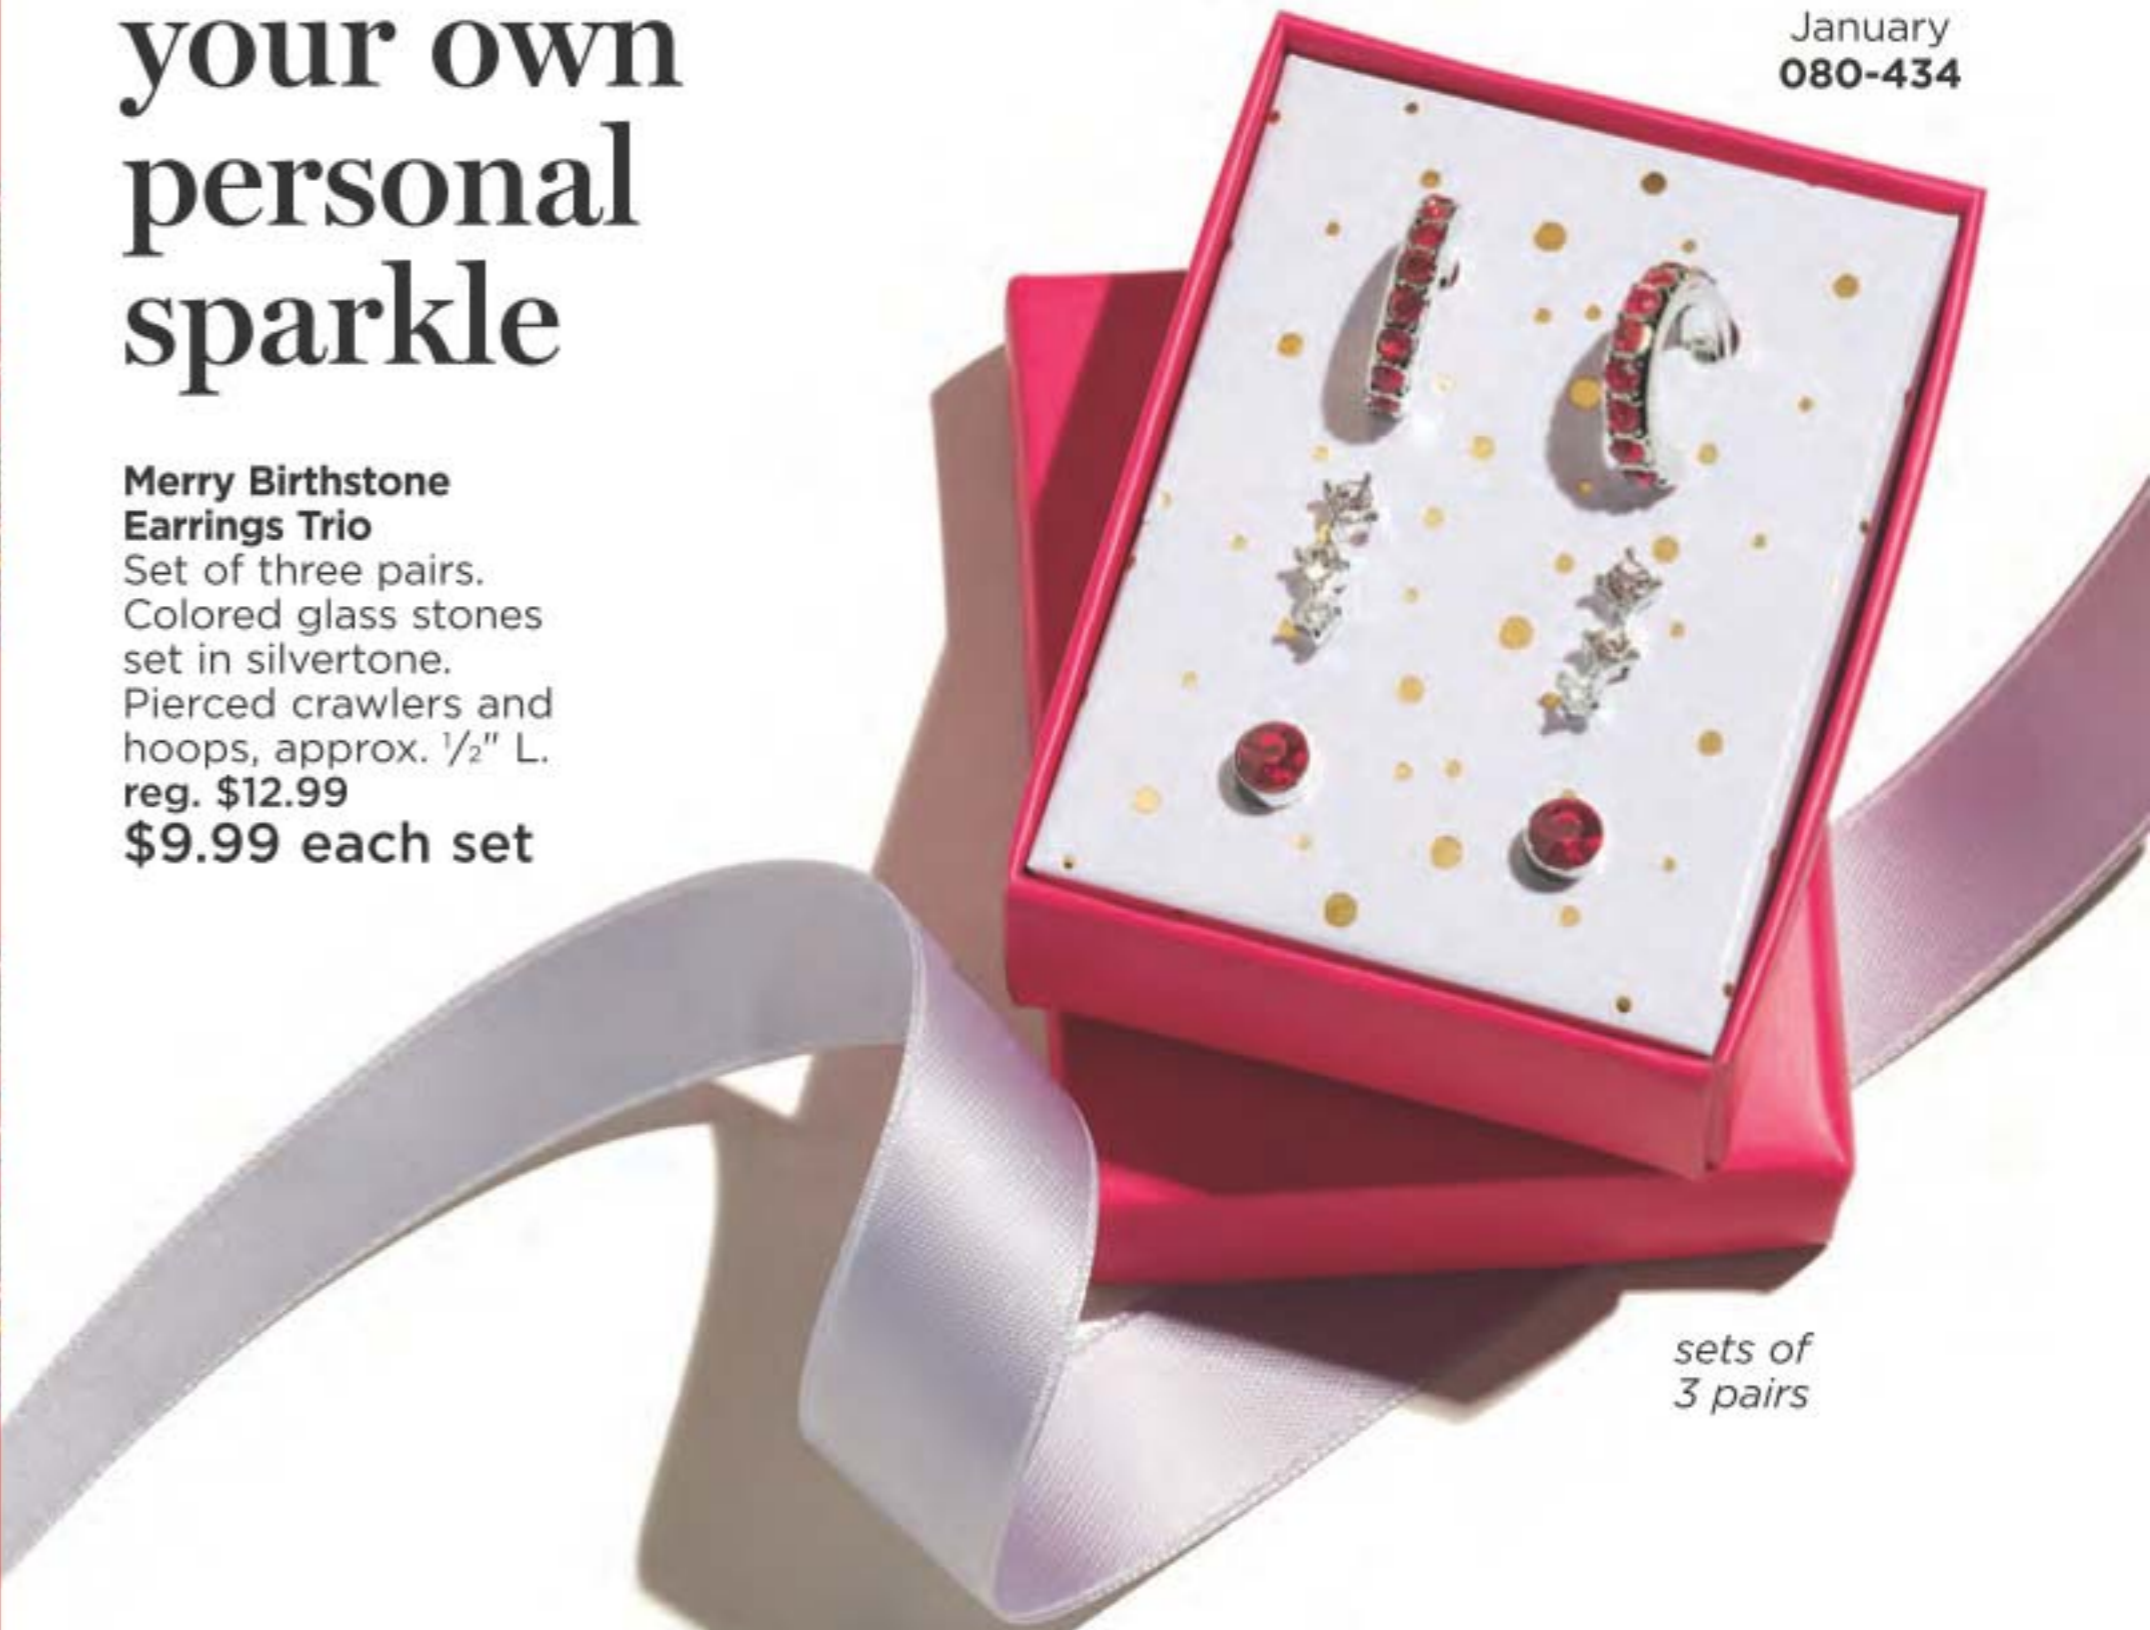 your own
personal
sparkle
Merry Birthstone
Earrings Trio
Set of three pairs.
Colored glass stones
set in silvertone.
Pierced crawlers and
hoops, approx. 1/2" L.
reg. $12.99
$9.99 each set
January
080-434
sets of
3 pairs